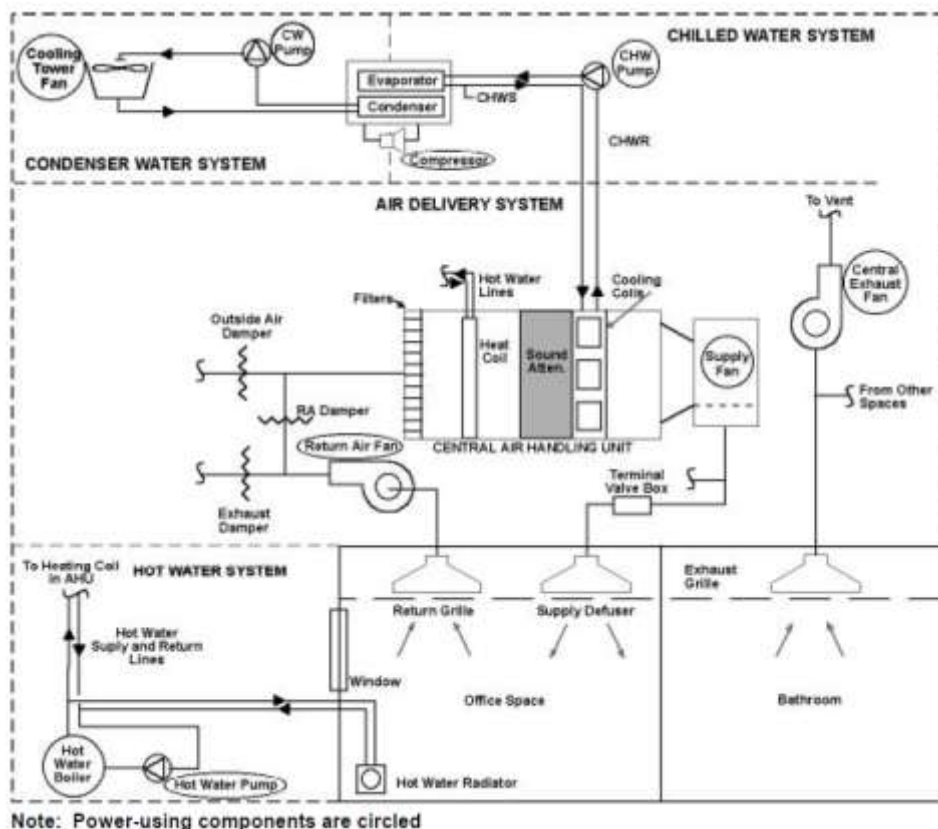 CHILLED WATER SYSTEM
Cooling
Tower
Fan
CW
Pump
CHW
Pump
Evaporator
Condenser
CHWS
CHWR
Compressor
CONDENSER WATER SYSTEM
AIR DELIVERY SYSTEM
To Vent
Central
Exhaust
Fan
Filters
Hot Water
Lines
Cooling
Coils
Outside Air
Damper
Heat
Coil
Sound
Atten.
Supply
Fan
RA Damper
From Other
Spaces
Return Air Fan
CENTRAL AIR HANDLING UNIT
Terminal
Valve Box
Exhaust
Damper
To Heating Coil
in AHU
HOT WATER SYSTEM
Exhaust
Grille
Return Grille
Supply Defuser
Hot Water
Suply and Return
Lines
Window
Office Space
Bathroom
Hot
Water
Boiler
Hot Water Pump
Hot Water Radiator
Note: Power-using components are circled